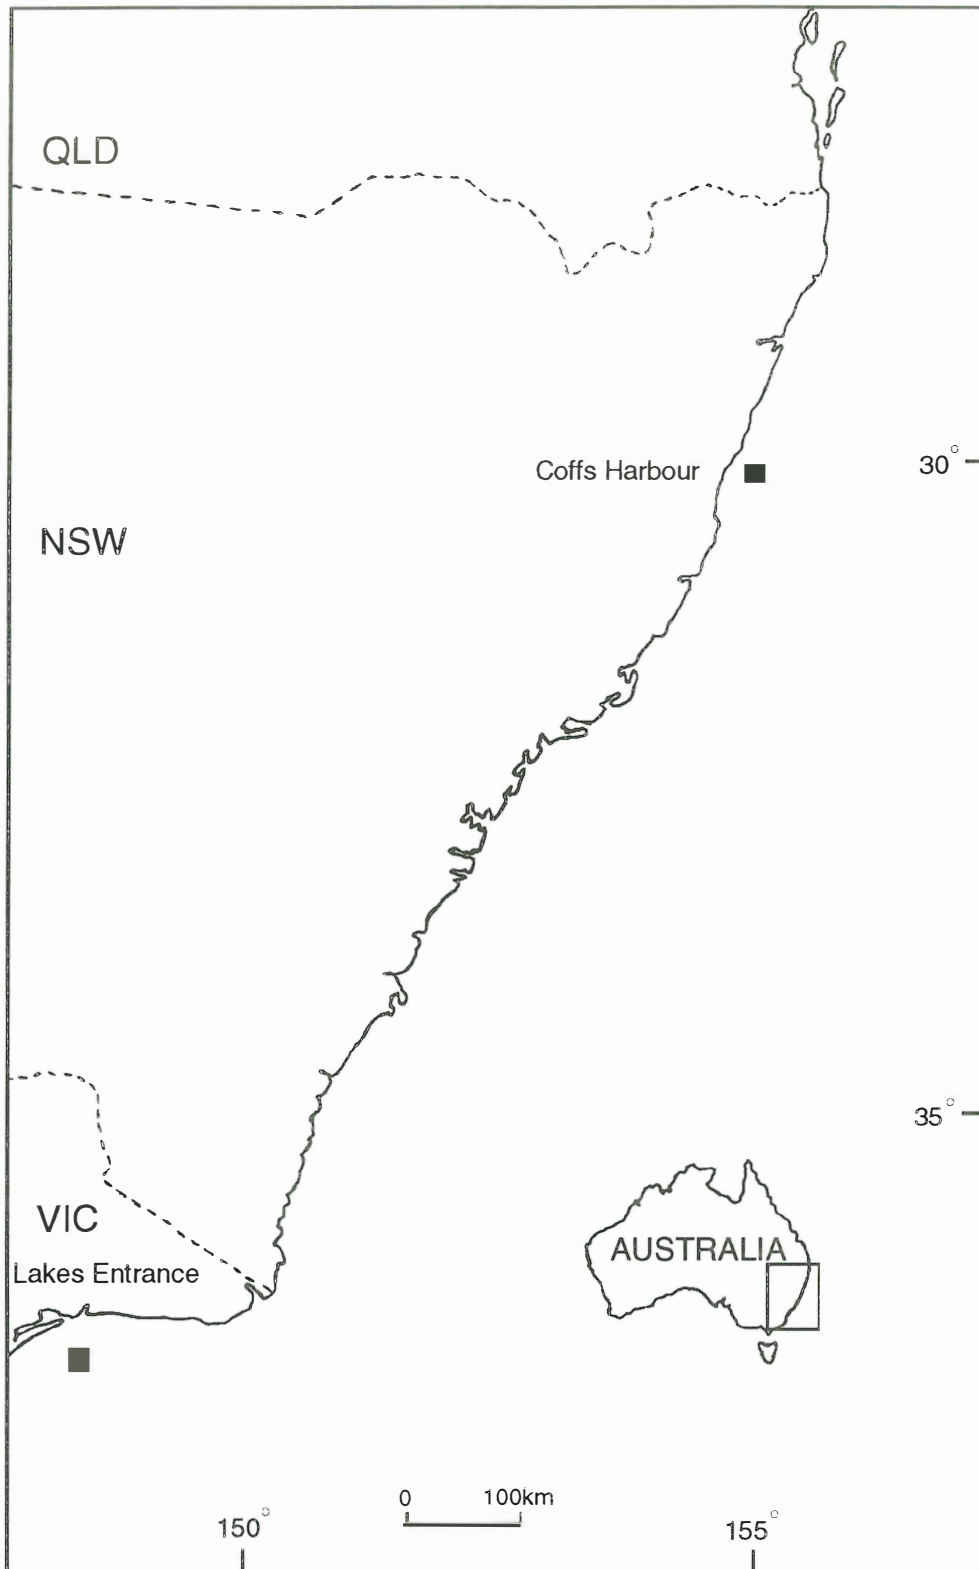 QLD
Coffs Harbour
30°
NSW
35°
VIC
AUSTRALIA
Lakes Entrance
0 100km
150° 155°